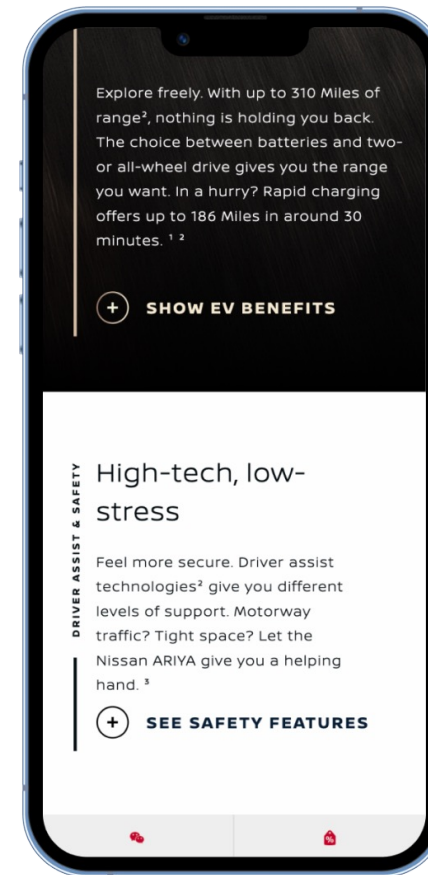 Explore freely. With up to 310 Miles of
range², nothing is holding you back.
The choice between batteries and two-
or all-wheel drive gives you the range
you want. In a hurry? Rapid charging
offers up to 186 Miles in around 30
minutes. ¹ ²
+ SHOW EV BENEFITS
DRIVER ASSIST & SAFETY
High-tech, low-
stress
Feel more secure. Driver assist
technologies² give you different
levels of support. Motorway
traffic? Tight space? Let the
Nissan ARIYA give you a helping
hand. ³
+ SEE SAFETY FEATURES
%